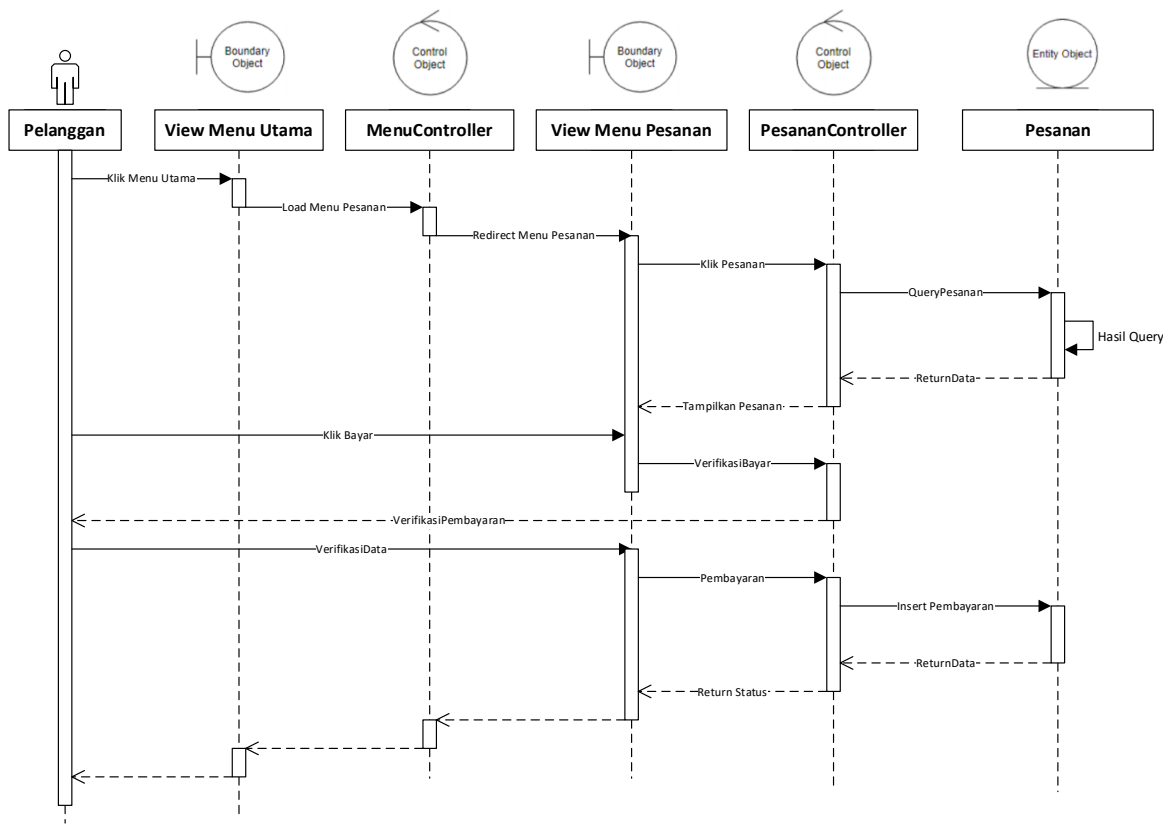 Boundary
Object
Control
Object
Boundary
Object
Control
Object
Entity Object
Pelanggan
View Menu Utama
MenuController
View Menu Pesanan
PesananController
Pesanan
Klik Menu Utama
Load Menu Pesanan
Redirect Menu Pesanan
Klik Pesanan
QueryPesanan
Hasil Query
ReturnData
Tampilkan Pesanan
Klik Bayar
VerifikasiBayar
VerifikasiPembayaran
VerifikasiData
Pembayaran
Insert Pembayaran
ReturnData
Return Status